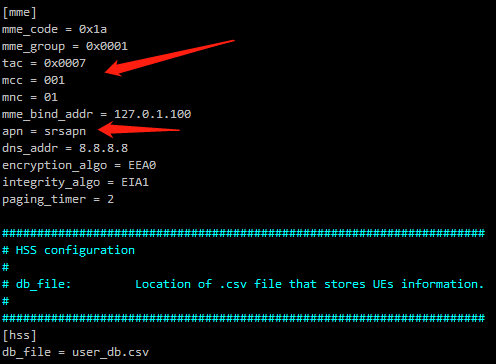 [mme]
mme_code = 0x1a
mme_group = 0x0001
tac = 0x0007
mcc = 001
mnc = 01
mme_bind_addr = 127.0.1.100
apn = srsapn
dns_addr = 8.8.8.8
encryption_algo = EEA0
integrity_algo = EIA1
paging_timer = 2
#####################################################################
# HSS configuration
#
# db_file:         Location of .csv file that stores UEs information.
#
#####################################################################
[hss]
db_file = user_db.csv